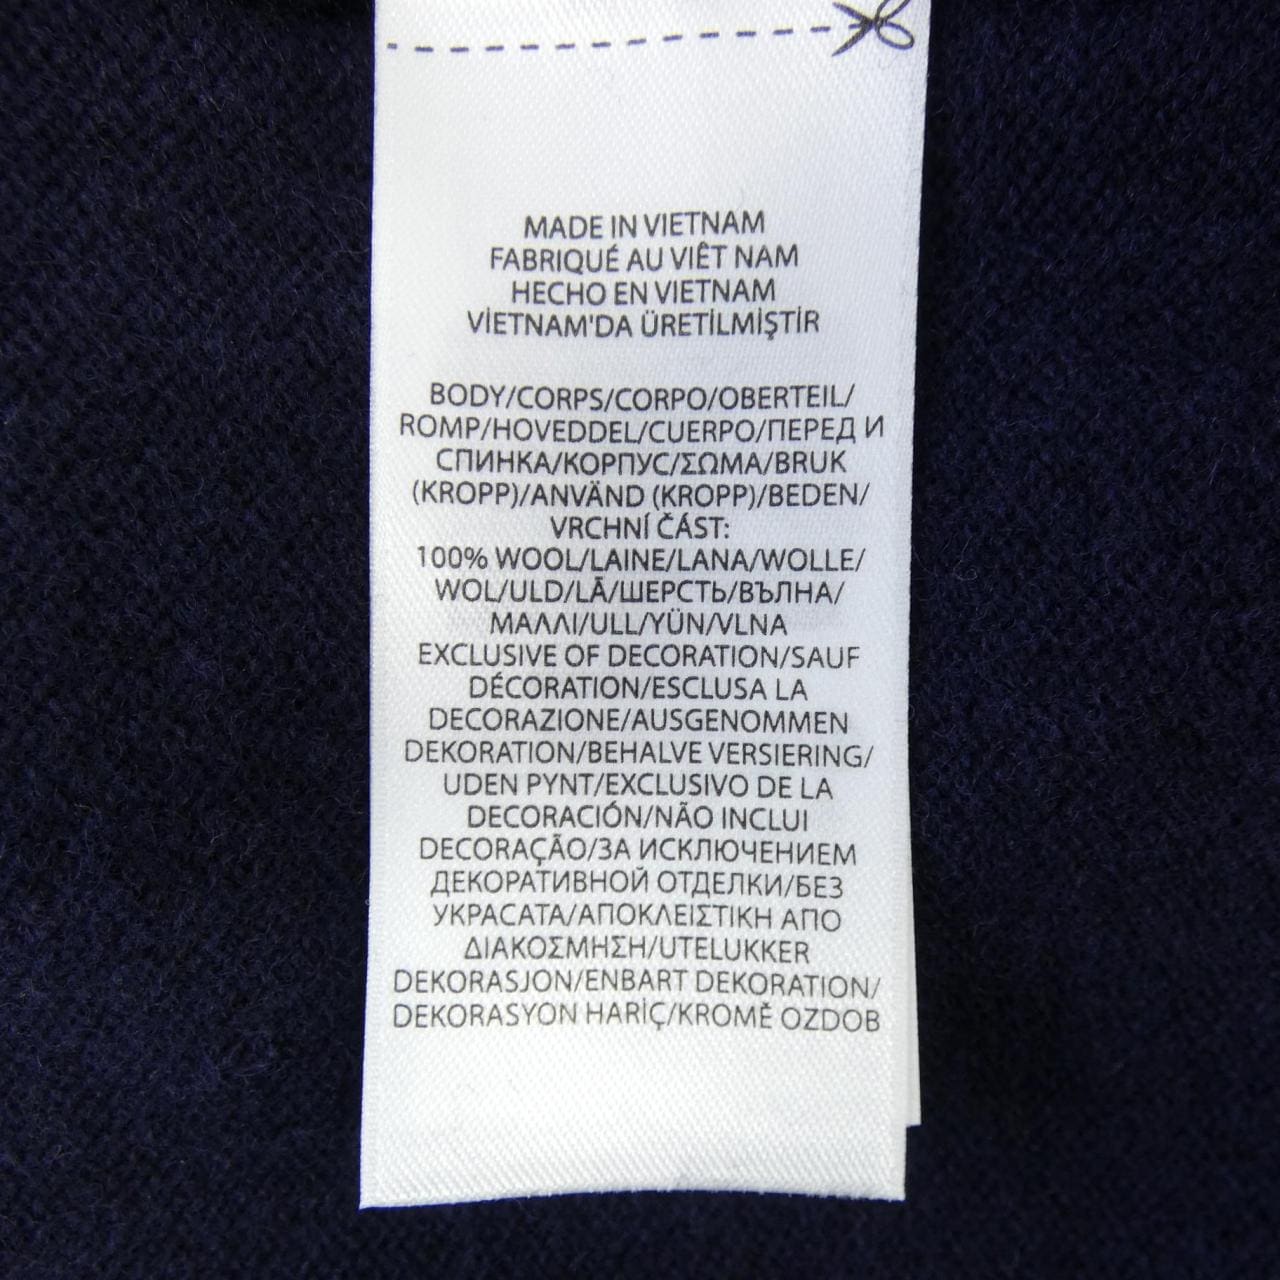 MADE IN VIETNAM
FABRIQUÉ AU VIÊT NAM
HECHO EN VIETNAM
VİETNAM'DA ÜRETİLMİŞTİR
BODY/CORPS/CORPO/OBERTEIL/
ROMP/HOVEDDEL/CUERPO/ПЕРЕД И
СПИНКА/КОРПУС/ΣΩΜΑ/BRUK
(KROPP)/ANVÄND (KROPP)/BEDEN/
VRCHNÍ ČÁST:
100% WOOL/LAINE/LANA/WOLLE/
WOL/ULD/LÃ/ШЕРСТЬ/ВЪЛНА/
ΜΑΛΛΙ/ULL/YÜN/VLNA
EXCLUSIVE OF DECORATION/SAUF
DÉCORATION/ESCLUSA LA
DECORAZIONE/AUSGENOMMEN
DEKORATION/BEHALVE VERSIERING/
UDEN PYNT/EXCLUSIVO DE LA
DECORACIÓN/NÃO INCLUI
DECORAÇÃO/ЗА ИСКЛЮЧЕНИЕМ
ДЕКОРАТИВНОЙ ОТДЕЛКИ/БЕЗ
УКРАСАТА/ΑΠΟΚΛΕΙΣΤΙΚΗ ΑΠΟ
ΔΙΑΚΟΣΜΗΣΗ/UTELUKKER
DEKORASJON/ENBART DEKORATION/
DEKORASYON HARİÇ/KROMĚ OZDOB